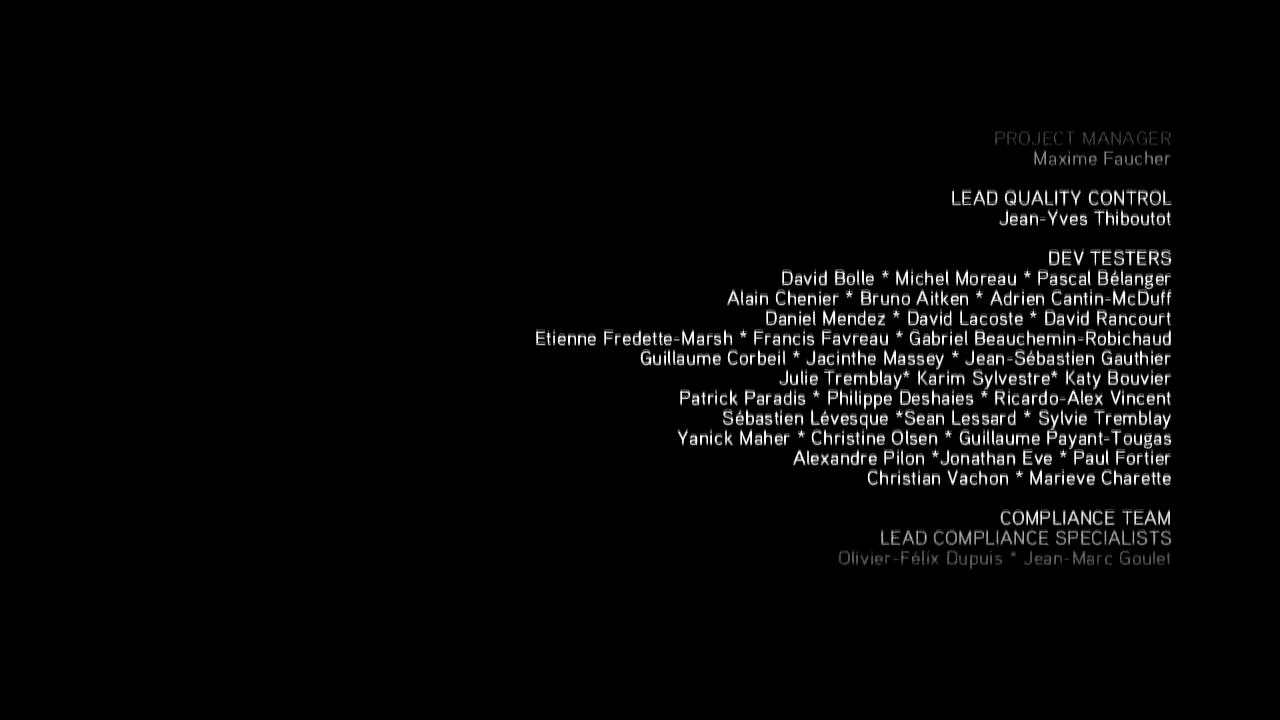 PROJECT MANAGER
Maxime Faucher
LEAD QUALITY CONTROL
Jean-Yves Thiboutot
DEV TESTERS
David Bolle * Michel Moreau * Pascal Bélanger
Alain Chenier * Bruno Aitken * Adrien Cantin-McDuff
Daniel Mendez * David Lacoste * David Rancourt
Etienne Fredette-Marsh * Francis Favreau * Gabriel Beauchemin-Robichaud
Guillaume Corbeil * Jacinthe Massey * Jean-Sébastien Gauthier
Julie Tremblay* Karim Sylvestre* Katy Bouvier
Patrick Paradis * Philippe Deshaies * Ricardo-Alex Vincent
Sébastien Lévesque *Sean Lessard * Sylvie Tremblay
Yanick Maher * Christine Olsen * Guillaume Payant-Tougas
Alexandre Pilon *Jonathan Eve * Paul Fortier
Christian Vachon * Marieve Charette
COMPLIANCE TEAM
LEAD COMPLIANCE SPECIALISTS
Olivier-Félix Dupuis * Jean-Marc Goulet